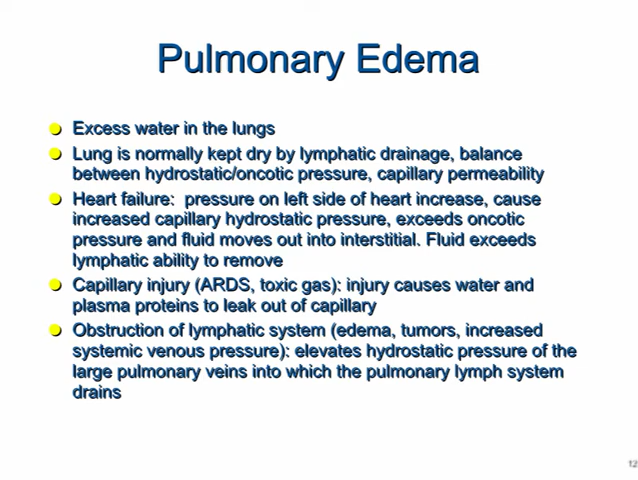 Pulmonary Edema
Excess water in the lungs
Lung is normally kept dry by lymphatic drainage, balance
between hydrostatic/oncotic pressure, capillary permeability
Heart failure: pressure on left side of heart increase, cause
increased capillary hydrostatic pressure, exceeds oncotic
pressure and fluid moves out into interstitial. Fluid exceeds
lymphatic ability to remove
Capillary injury (ARDS, toxic gas): injury causes water and
plasma proteins to leak out of capillary
Obstruction of lymphatic system (edema, tumors, increased
systemic venous pressure): elevates hydrostatic pressure of the
large pulmonary veins into which the pulmonary lymph system
drains
12